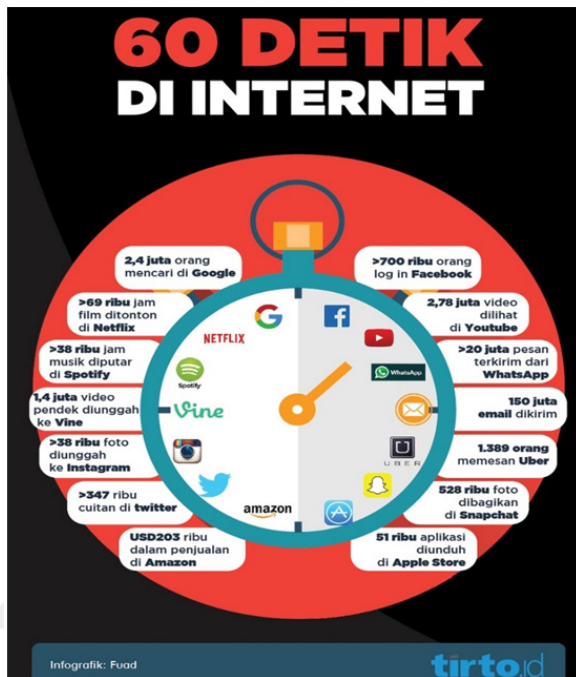 60 DETIK
DI INTERNET
2,4 juta orang
mencari di Google
>700 ribu orang
log in Facebook
>69 ribu jam
film ditonton
di Netflix
2,78 juta video
dilihat
di Youtube
>38 ribu jam
musik diputar
di Spotify
>20 juta pesan
terkirim dari
WhatsApp
1,4 juta video
pendek diunggah
ke Vine
150 juta
email dikirim
>38 ribu foto
diunggah
ke Instagram
1.389 orang
memesan Uber
>347 ribu
cuitan di twitter
528 ribu foto
dibagikan
di Snapchat
USD203 ribu
dalam penjualan
di Amazon
51 ribu aplikasi
diunduh
di Apple Store
G
f
NETFLIX
Spotify
WhatsApp
Vine
UBER
amazon
Infografik: Fuad
tirto.id